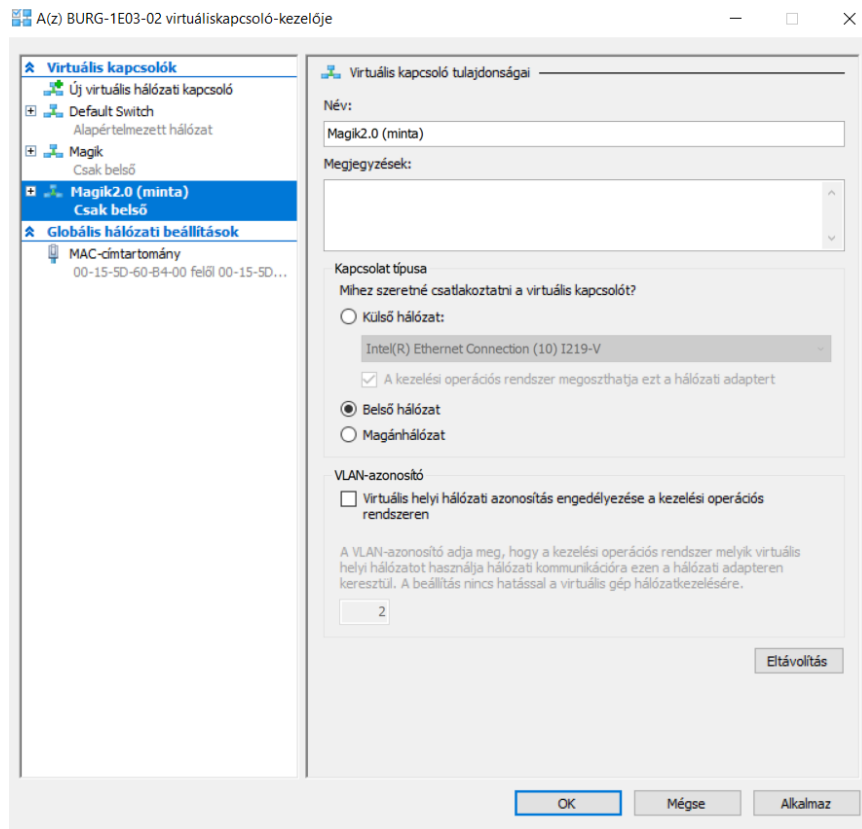 A(z) BURG-1E03-02 virtuáliskapcsoló-kezelője
Virtuális kapcsolók
Új virtuális hálózati kapcsoló
Default Switch
Alapértelmezett hálózat
Magik
Csak belső
Magik2.0 (minta)
Csak belső
Globális hálózati beállítások
MAC-címtartomány
00-15-5D-60-B4-00 felől 00-15-5D...
Virtuális kapcsoló tulajdonságai
Név:
Magik2.0 (minta)
Megjegyzések:
Kapcsolat típusa
Mihez szeretné csatlakoztatni a virtuális kapcsolót?
Külső hálózat:
Intel(R) Ethernet Connection (10) I219-V
A kezelési operációs rendszer megoszthatja ezt a hálózati adaptert
Belső hálózat
Magánhálózat
VLAN-azonosító
Virtuális helyi hálózati azonosítás engedélyezése a kezelési operációs
rendszeren
A VLAN-azonosító adja meg, hogy a kezelési operációs rendszer melyik virtuális
helyi hálózatot használja hálózati kommunikációra ezen a hálózati adapteren
keresztül. A beállítás nincs hatással a virtuális gép hálózatkezelésére.
2
Eltávolítás
OK
Mégse
Alkalmaz